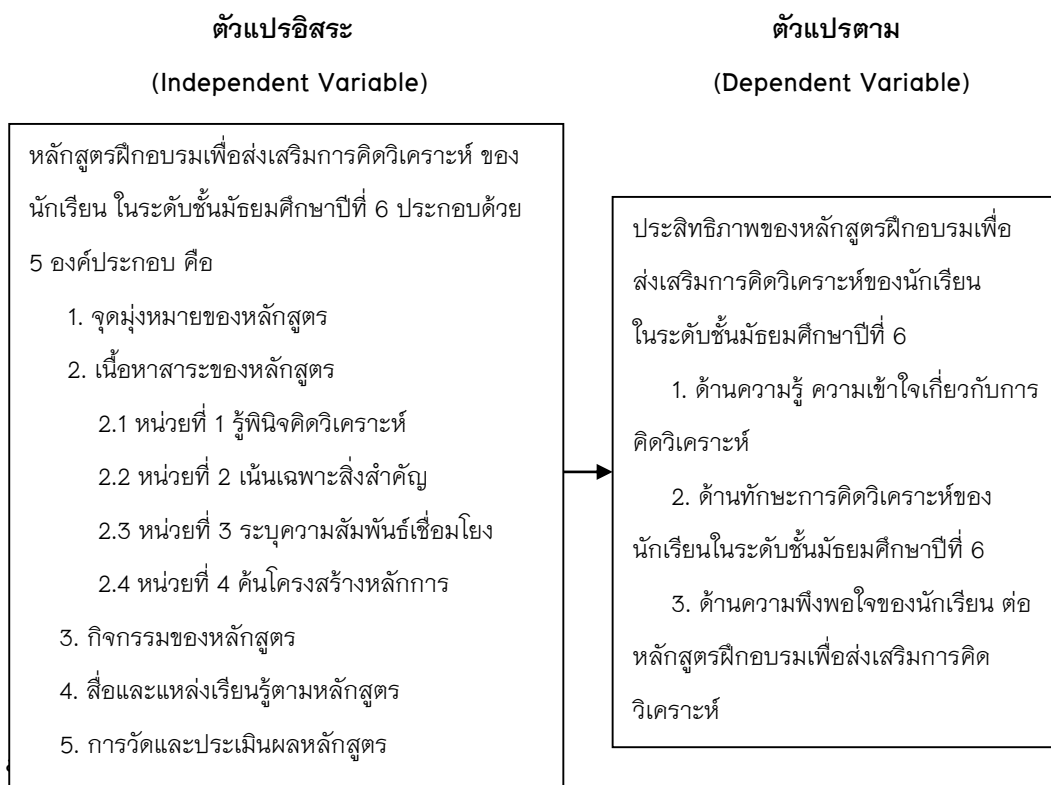 ตัวแปรอิสระ
(Independent Variable)
หลักสูตรฝึกอบรมเพื่อส่งเสริมการคิดวิเคราะห์ ของ
นักเรียน ในระดับชั้นมัธยมศึกษาปีที่ 6 ประกอบด้วย
5 องค์ประกอบ คือ
1. จุดมุ่งหมายของหลักสูตร
2. เนื้อหาสาระของหลักสูตร
2.1 หน่วยที่ 1 รู้พินิจคิดวิเคราะห์
2.2 หน่วยที่ 2 เน้นเฉพาะสิ่งสำคัญ
2.3 หน่วยที่ 3 ระบุความสัมพันธ์เชื่อมโยง
2.4 หน่วยที่ 4 ค้นโครงสร้างหลักการ
3. กิจกรรมของหลักสูตร
4. สื่อและแหล่งเรียนรู้ตามหลักสูตร
5. การวัดและประเมินผลหลักสูตร
ตัวแปรตาม
(Dependent Variable)
ประสิทธิภาพของหลักสูตรฝึกอบรมเพื่อ
ส่งเสริมการคิดวิเคราะห์ของนักเรียน
ในระดับชั้นมัธยมศึกษาปีที่ 6
1. ด้านความรู้ ความเข้าใจเกี่ยวกับการ
คิดวิเคราะห์
2. ด้านทักษะการคิดวิเคราะห์ของ
นักเรียนในระดับชั้นมัธยมศึกษาปีที่ 6
3. ด้านความพึงพอใจของนักเรียน ต่อ
หลักสูตรฝึกอบรมเพื่อส่งเสริมการคิด
วิเคราะห์